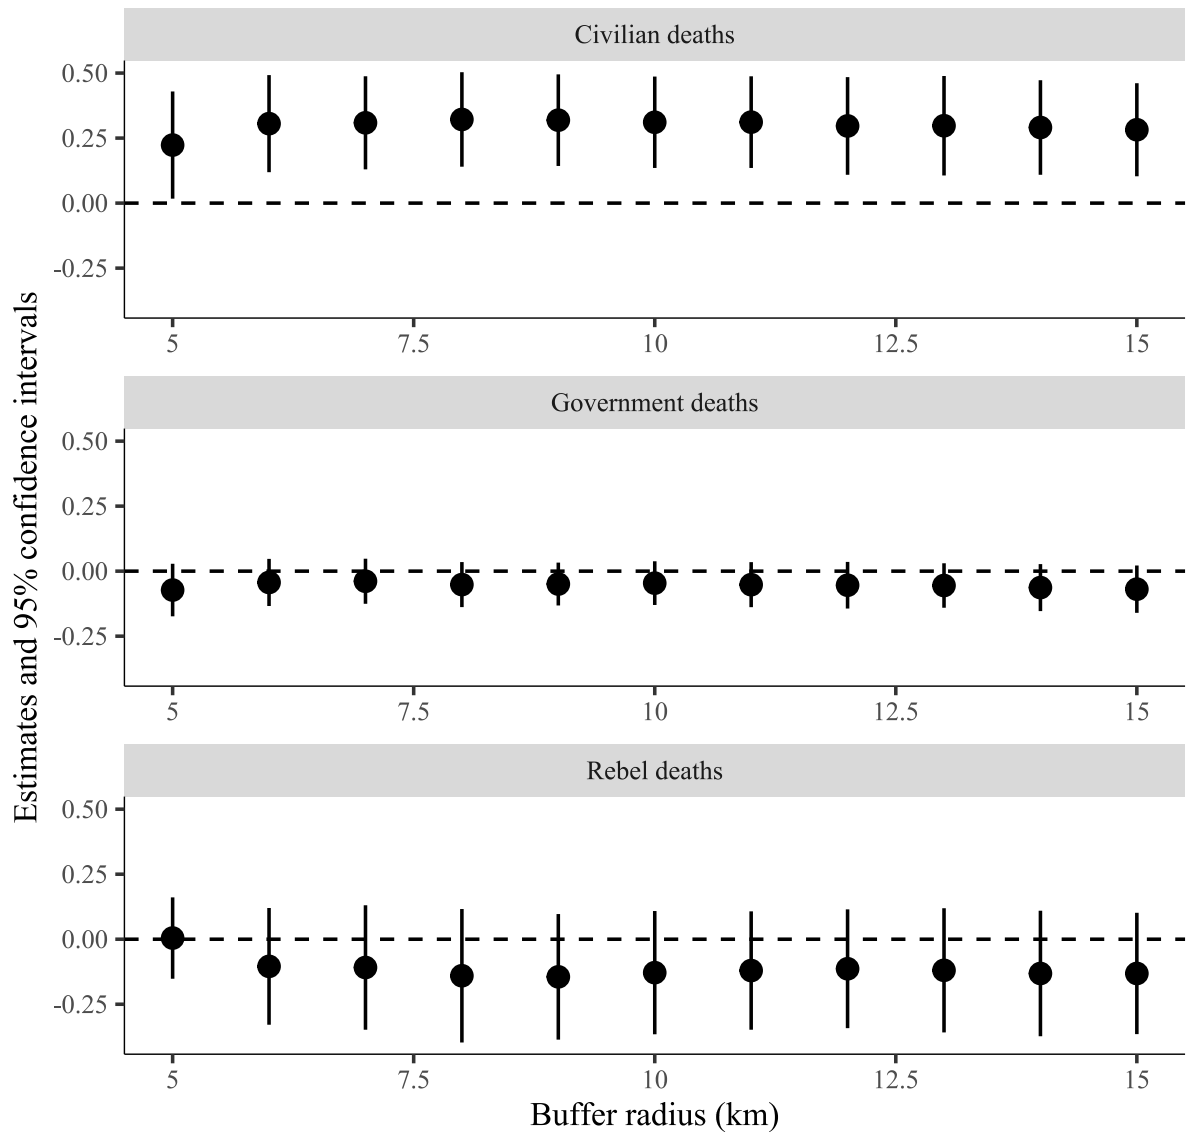 Civilian deaths
0.50
0.25
0.00
-0.25
5 7.5 10 12.5 15
Government deaths
0.50
0.25
0.00
-0.25
5 7.5 10 12.5 15
Rebel deaths
0.50
0.25
0.00
-0.25
5 7.5 10 12.5 15
Estimates and 95% confidence intervals
Buffer radius (km)